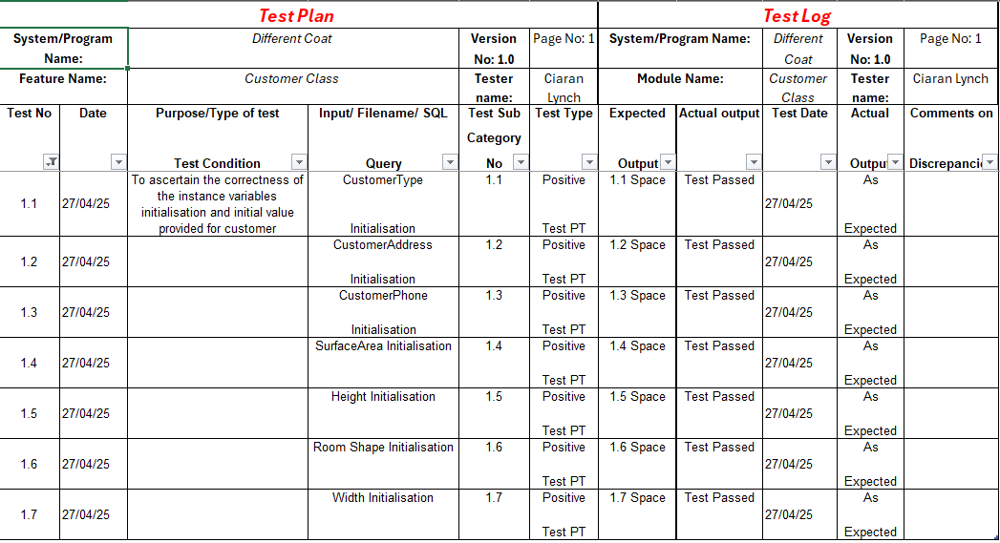 Test Plan Test Log
System/Program Different Coat Version Page No: 1 System/Program Name: Different Version Page No: 1
Name: No: 1.0 Coat No: 1.0
Feature Name: Customer Class Tester Ciaran Module Name: Customer Tester Ciaran Lynch
name: Lynch Class name:
Test No Date Purpose/Type of test Input/ Filename/ SQL Test Sub Test Type Expected Actual output Test Date Actual Comments on
Category
Test Condition Query No Output Outpu Discrepanci
To ascertain the correctness of CustomerType 1.1 Positive 1.1 Space Test Passed As
the instance variables
1.1 27/04/25 initialisation and initial value 27/04/25
provided for customer Initialisation Test PT Expected
CustomerAddress 1.2 Positive 1.2 Space Test Passed As
1.2 27/04/25 27/04/25
Initialisation Test PT Expected
CustomerPhone 1.3 Positive 1.3 Space Test Passed As
1.3 27/04/25 27/04/25
Initialisation Test PT Expected
SurfaceArea Initialisation 1.4 Positive 1.4 Space Test Passed As
1.4 27/04/25 27/04/25
Test PT Expected
Height Initialisation 1.5 Positive 1.5 Space Test Passed As
1.5 27/04/25 27/04/25
Test PT Expected
Room Shape Initialisation 1.6 Positive 1.6 Space Test Passed As
1.6 27/04/25 27/04/25
Test PT Expected
Width Initialisation 1.7 Positive 1.7 Space Test Passed As
1.7 27/04/25 27/04/25
Test PT Expected